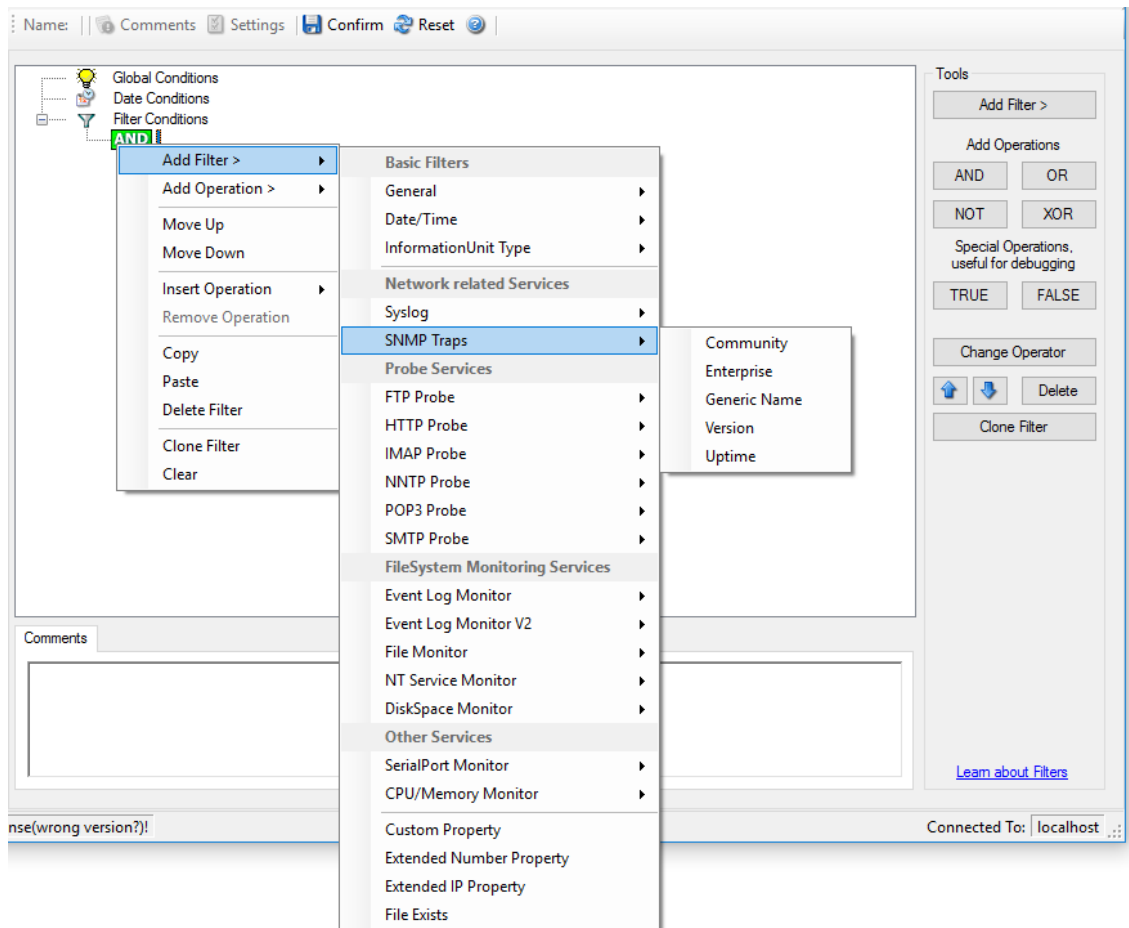 Name: Comments Settings Confirm Reset
Global Conditions
Date Conditions
Filter Conditions
AND
Add Filter >
Add Operation >
Move Up
Move Down
Insert Operation
Remove Operation
Copy
Paste
Delete Filter
Clone Filter
Clear
Basic Filters
General
Date/Time
InformationUnit Type
Network related Services
Syslog
SNMP Traps
Probe Services
FTP Probe
HTTP Probe
IMAP Probe
NNTP Probe
POP3 Probe
SMTP Probe
FileSystem Monitoring Services
Event Log Monitor
Event Log Monitor V2
File Monitor
NT Service Monitor
DiskSpace Monitor
Other Services
SerialPort Monitor
CPU/Memory Monitor
Custom Property
Extended Number Property
Extended IP Property
File Exists
Community
Enterprise
Generic Name
Version
Uptime
Tools
Add Filter >
Add Operations
AND OR
NOT XOR
Special Operations,
useful for debugging
TRUE FALSE
Change Operator
Delete
Clone Filter
Learn about Filters
Comments
nse(wrong version?)!
Connected To: localhost